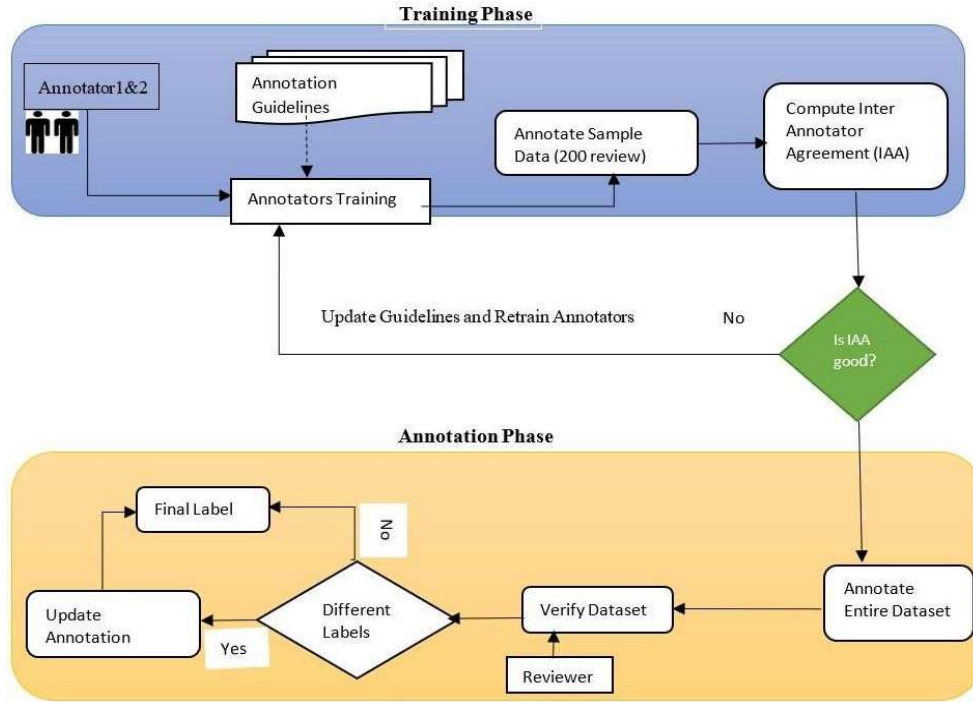 Training Phase
Annotator1&2
Annotation
Guidelines
Annotators Training
Annotate Sample
Data (200 review)
Compute Inter
Annotator
Agreement (IAA)
Is IAA
good?
No
Update Guidelines and Retrain Annotators
Annotation Phase
Annotate
Entire Dataset
Verify Dataset
Reviewer
Different
Labels
No
Yes
Update
Annotation
Final Label